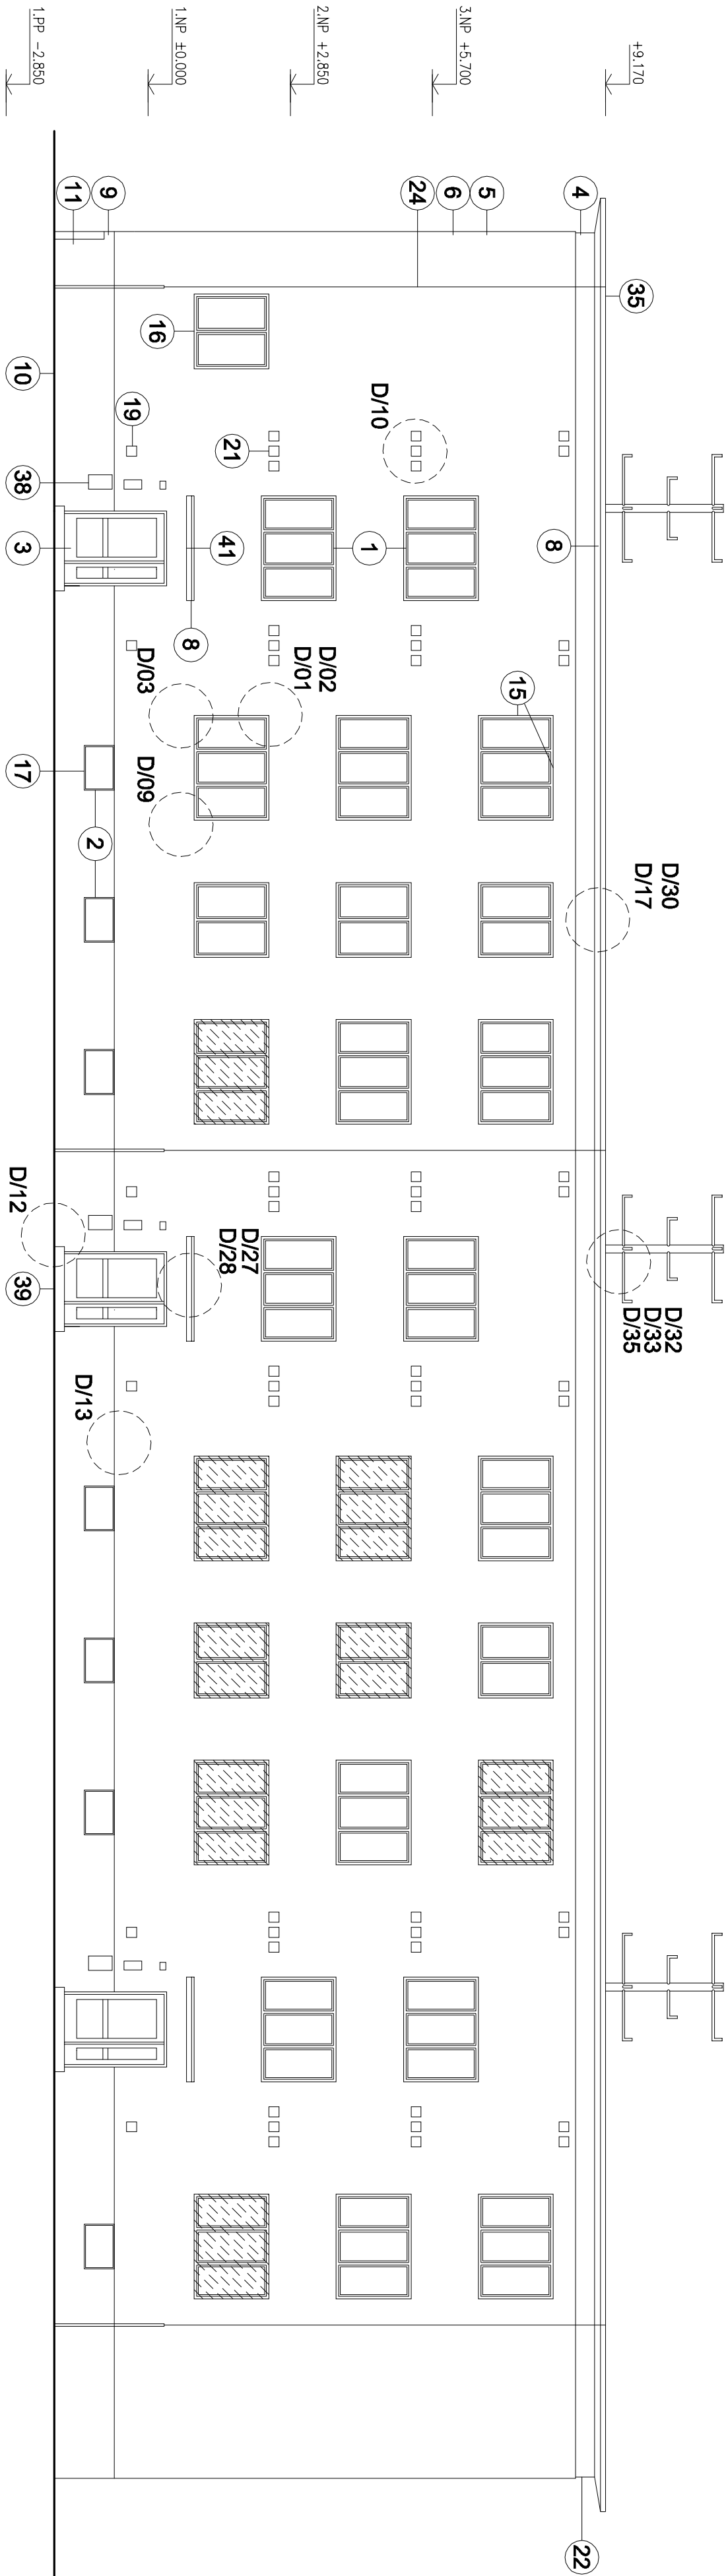 +9.170
3.NP +5.700
2.NP +2.850
1.NP ±0.000
1.PP -2.850
4
5
6
24
9
11
35
16
10
D/10
21
19
38
8
1
41
3
8
15
D/02
D/01
D/03
17
2
D/09
D/30
D/17
D/12
D/27
D/28
39
D/32
D/33
D/35
D/13
22